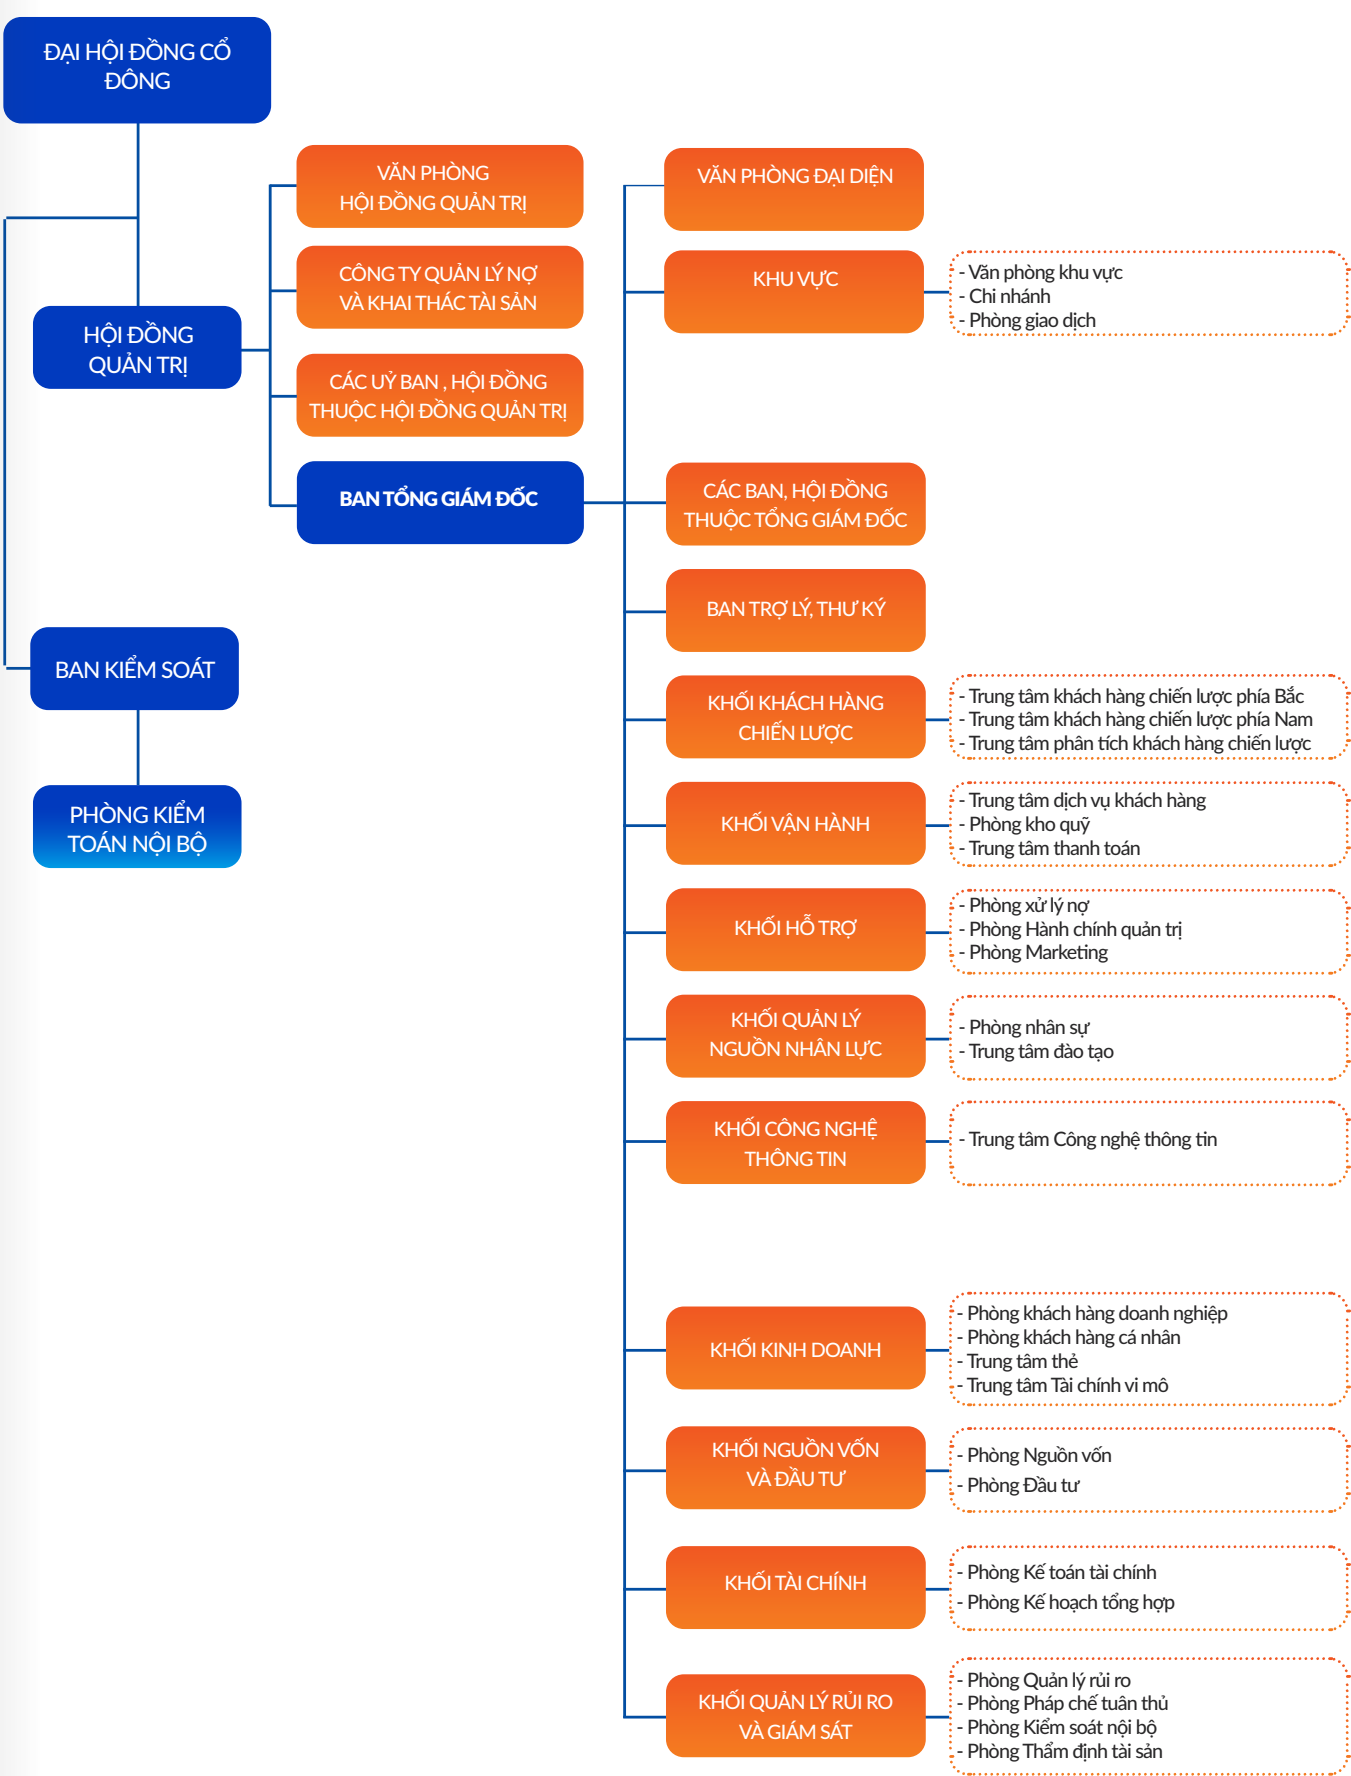 ĐẠI HỘI ĐỒNG CỔ
ĐÔNG
HỘI ĐỒNG
QUẢN TRỊ
BAN KIỂM SOÁT
PHÒNG KIỂM
TOÁN NỘI BỘ
VĂN PHÒNG
HỘI ĐỒNG QUẢN TRỊ
CÔNG TY QUẢN LÝ NỢ
VÀ KHAI THÁC TÀI SẢN
CÁC UỶ BAN , HỘI ĐỒNG
THUỘC HỘI ĐỒNG QUẢN TRỊ
BAN TỔNG GIÁM ĐỐC
VĂN PHÒNG ĐẠI DIỆN
KHU VỰC
- Văn phòng khu vực
- Chi nhánh
- Phòng giao dịch
CÁC BAN, HỘI ĐỒNG
THUỘC TỔNG GIÁM ĐỐC
BAN TRỢ LÝ, THƯ KÝ
KHỐI KHÁCH HÀNG
CHIẾN LƯỢC
- Trung tâm khách hàng chiến lược phía Bắc
- Trung tâm khách hàng chiến lược phía Nam
- Trung tâm phân tích khách hàng chiến lược
KHỐI VẬN HÀNH
- Trung tâm dịch vụ khách hàng
- Phòng kho quỹ
- Trung tâm thanh toán
KHỐI HỖ TRỢ
- Phòng xử lý nợ
- Phòng Hành chính quản trị
- Phòng Marketing
KHỐI QUẢN LÝ
NGUỒN NHÂN LỰC
- Phòng nhân sự
- Trung tâm đào tạo
KHỐI CÔNG NGHỆ
THÔNG TIN
- Trung tâm Công nghệ thông tin
KHỐI KINH DOANH
- Phòng khách hàng doanh nghiệp
- Phòng khách hàng cá nhân
- Trung tâm thẻ
- Trung tâm Tài chính vi mô
KHỐI NGUỒN VỐN
VÀ ĐẦU TƯ
- Phòng Nguồn vốn
- Phòng Đầu tư
KHỐI TÀI CHÍNH
- Phòng Kế toán tài chính
- Phòng Kế hoạch tổng hợp
KHỐI QUẢN LÝ RỦI RO
VÀ GIÁM SÁT
- Phòng Quản lý rủi ro
- Phòng Pháp chế tuân thủ
- Phòng Kiểm soát nội bộ
- Phòng Thẩm định tài sản